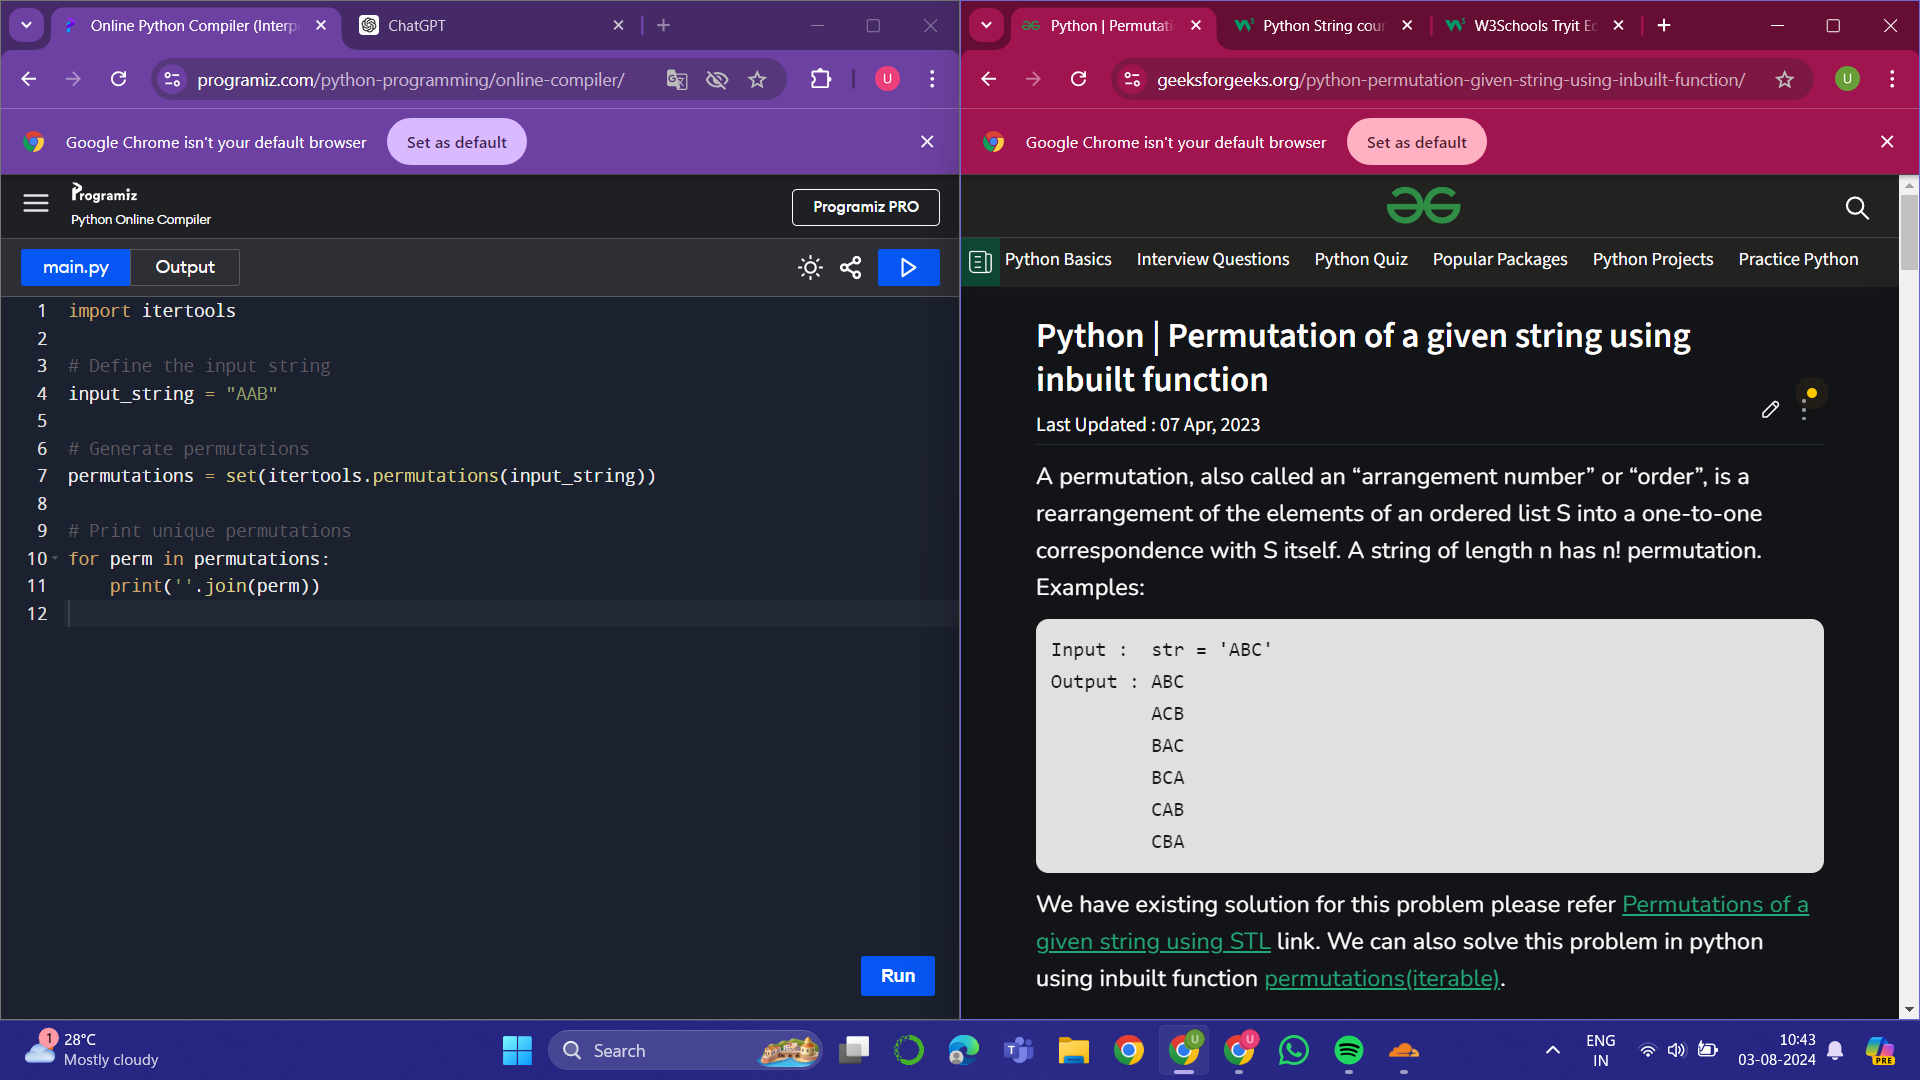 Online Python Compiler (Interp
ChatGPT
programiz.com/python-programming/online-compiler/
U
Google Chrome isn't your default browser
Set as default
Programiz
Python Online Compiler
Programiz PRO
main.py
Output
1 import itertools
2
3 # Define the input string
4 input_string = "AAB"
5
6 # Generate permutations
7 permutations = set(itertools.permutations(input_string))
8
9 # Print unique permutations
10 for perm in permutations:
11     print(''.join(perm))
12
Run
Python | Permutati
Python String cour
W3Schools Tryit Ed
geeksforgeeks.org/python-permutation-given-string-using-inbuilt-function/
U
Google Chrome isn't your default browser
Set as default
Python Basics
Interview Questions
Python Quiz
Popular Packages
Python Projects
Practice Python
Python | Permutation of a given string using
inbuilt function
Last Updated : 07 Apr, 2023
A permutation, also called an “arrangement number” or “order”, is a
rearrangement of the elements of an ordered list S into a one-to-one
correspondence with S itself. A string of length n has n! permutation.
Examples:
Input :  str = 'ABC'
Output : ABC
ACB
BAC
BCA
CAB
CBA
We have existing solution for this problem please refer Permutations of a
given string using STL link. We can also solve this problem in python
using inbuilt function permutations(iterable).
1
28°C
Mostly cloudy
Search
U
U
ENG
IN
10:43
03-08-2024
PRE